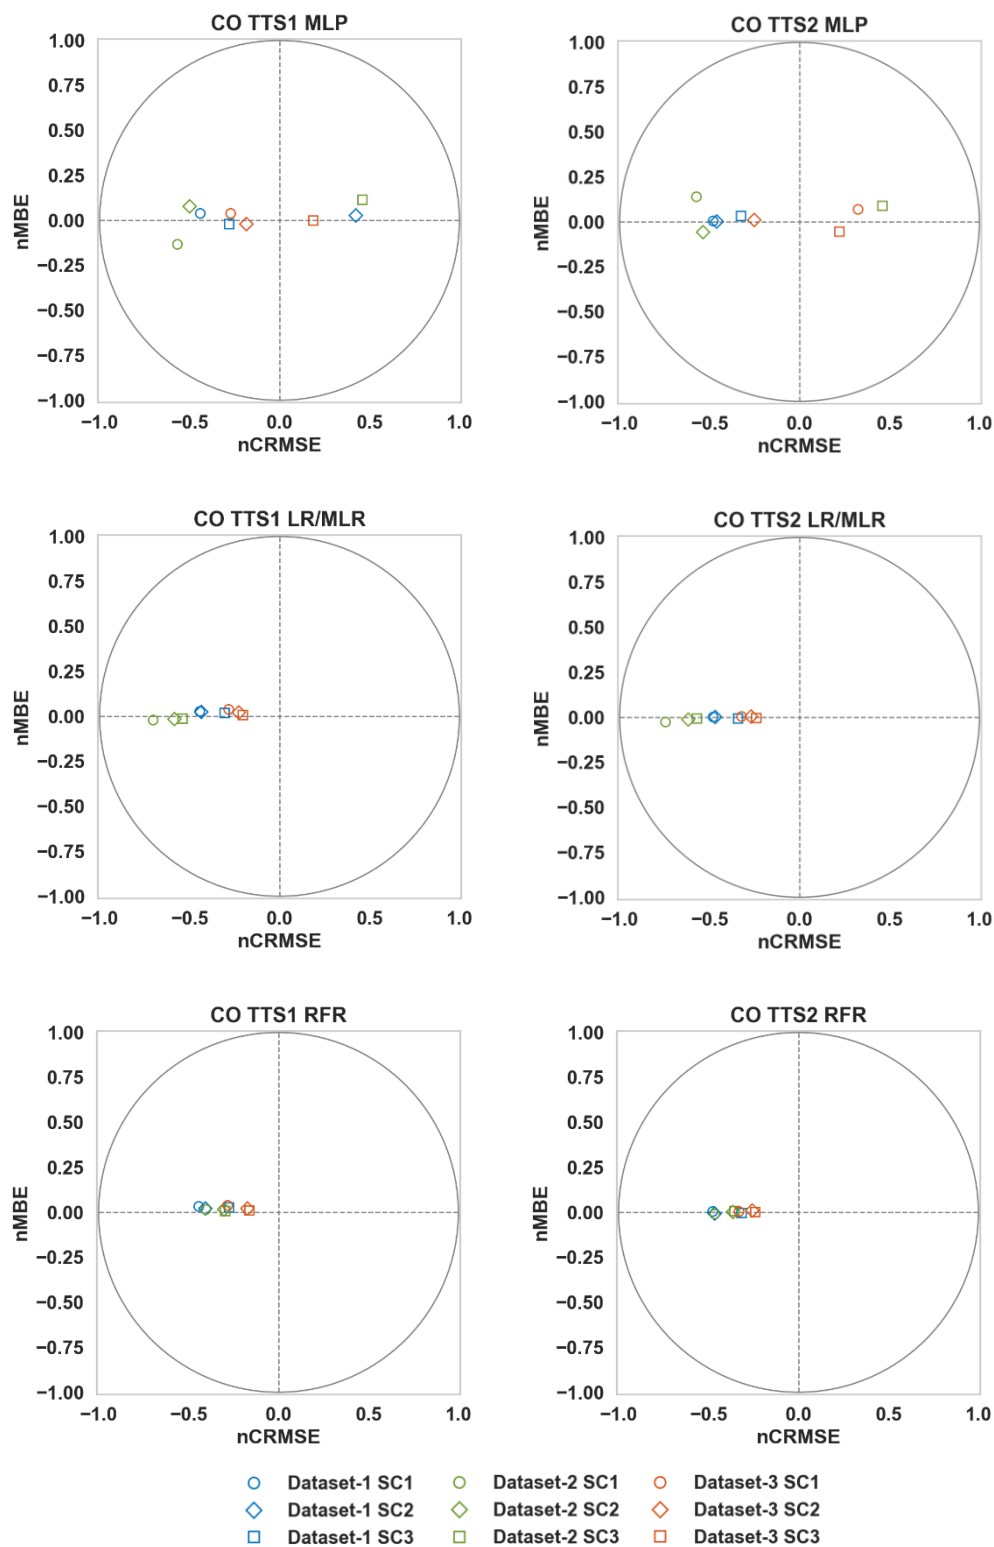 CO TTS1 MLP
1.00
0.75
0.50
0.25
0.00
−0.25
−0.50
−0.75
−1.00
nMBE
−1.0 −0.5 0.0 0.5 1.0
nCRMSE
CO TTS2 MLP
1.00
0.75
0.50
0.25
0.00
−0.25
−0.50
−0.75
−1.00
nMBE
−1.0 −0.5 0.0 0.5 1.0
nCRMSE
CO TTS1 LR/MLR
1.00
0.75
0.50
0.25
0.00
−0.25
−0.50
−0.75
−1.00
nMBE
−1.0 −0.5 0.0 0.5 1.0
nCRMSE
CO TTS2 LR/MLR
1.00
0.75
0.50
0.25
0.00
−0.25
−0.50
−0.75
−1.00
nMBE
−1.0 −0.5 0.0 0.5 1.0
nCRMSE
CO TTS1 RFR
1.00
0.75
0.50
0.25
0.00
−0.25
−0.50
−0.75
−1.00
nMBE
−1.0 −0.5 0.0 0.5 1.0
nCRMSE
CO TTS2 RFR
1.00
0.75
0.50
0.25
0.00
−0.25
−0.50
−0.75
−1.00
nMBE
−1.0 −0.5 0.0 0.5 1.0
nCRMSE
Dataset-1 SC1 Dataset-2 SC1 Dataset-3 SC1
Dataset-1 SC2 Dataset-2 SC2 Dataset-3 SC2
Dataset-1 SC3 Dataset-2 SC3 Dataset-3 SC3